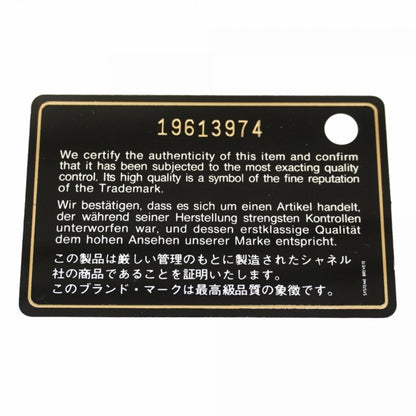 19613974
We certify the authenticity of this item and confirm
that it has been subjected to the most exacting quality
control. Its high quality is a symbol of the fine reputation
of the Trademark.
Wir bestätigen, dass es sich um einen Artikel handelt,
der während seiner Herstellung strengsten Kontrollen
unterworfen war, und dessen erstklassige Qualität
dem hohen Ansehen unserer Marke entspricht.
この製品は厳しい管理のもとに製造されたシャネル
社の商品であることを証明いたします。
このブランド・マークは最高級品質の象徴です。